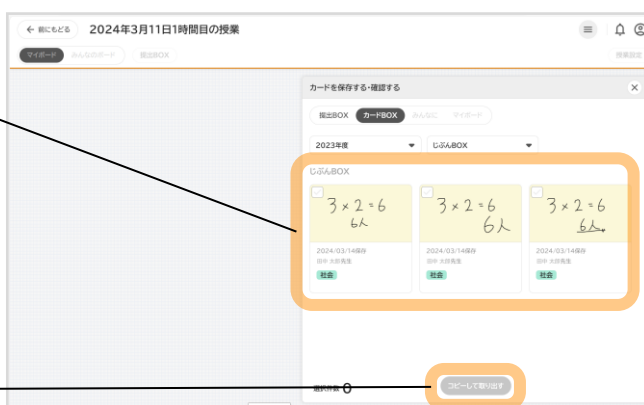 ← 前にもどる 2024年3月11日1時間目の授業
マイボード みんなのボード 提出BOX 授業設定
カードを保存する・確認する
提出BOX カードBOX みんなに マイボード
2023年度 じぶんBOX
じぶんBOX
3×2=6 3×2=6 3×2=6
6人 6人 6人。
2024/03/14保存 2024/03/14保存 2024/03/14保存
田中 太郎先生 田中 太郎先生 田中 太郎先生
社会 社会 社会
選択件数 0 コピーして取り出す